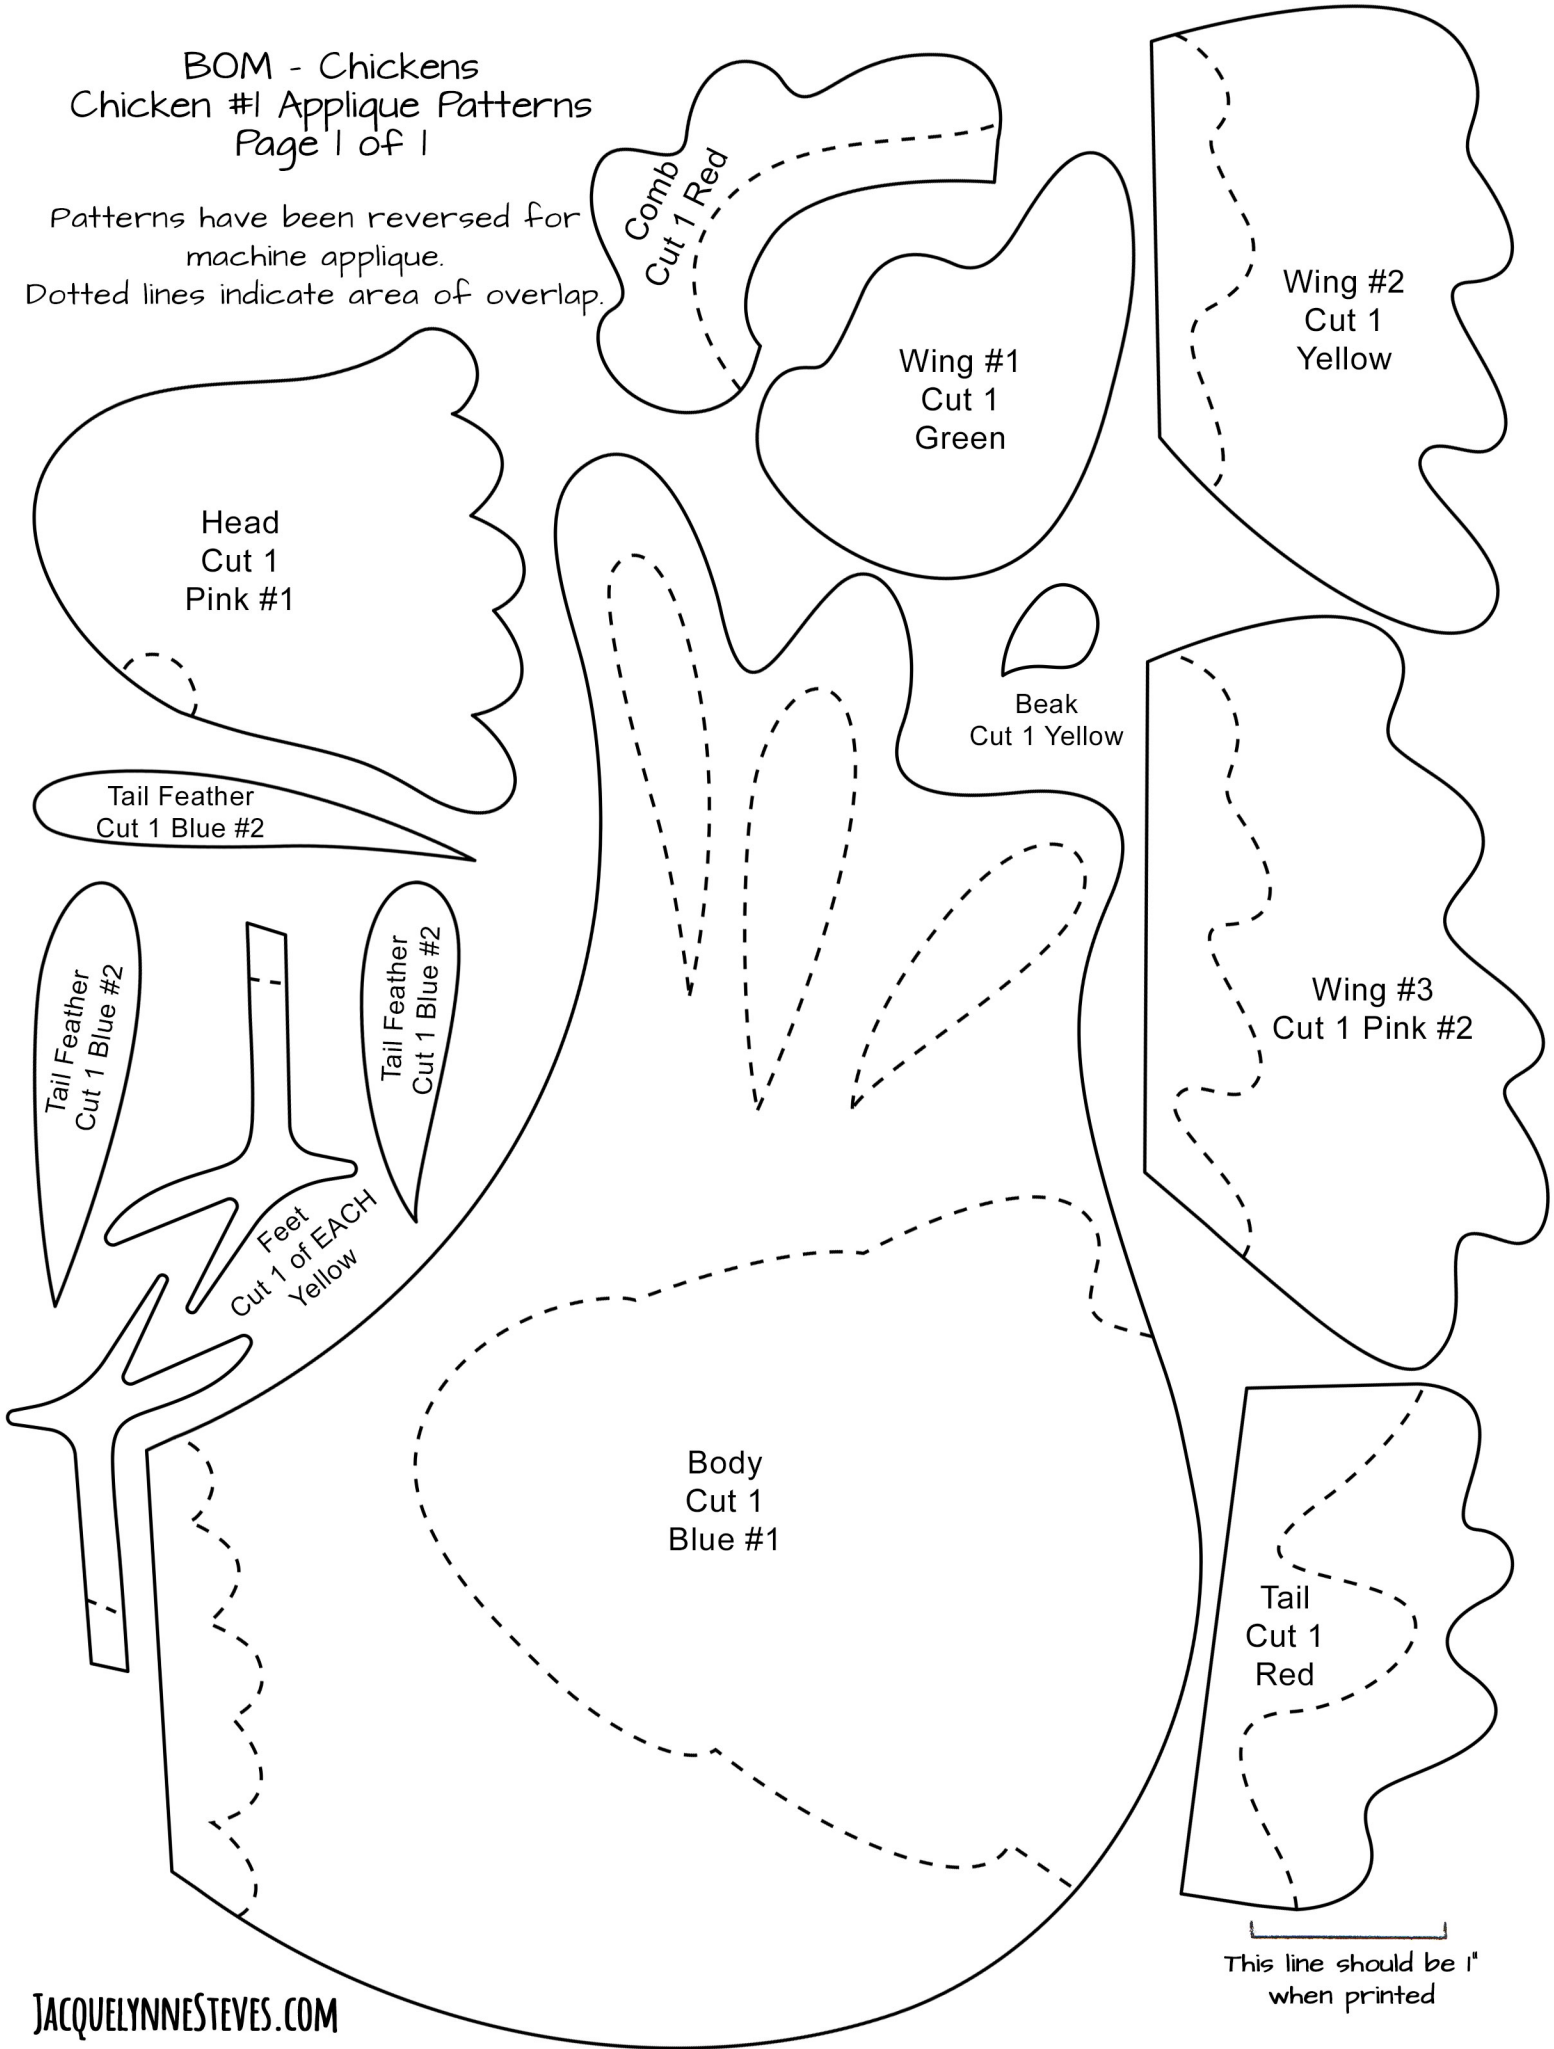 BOM - Chickens
Chicken #1 Applique Patterns
Page 1 of 1
Patterns have been reversed for
machine applique.
Dotted lines indicate area of overlap.
Comb
Cut 1 Red
Wing #1
Cut 1
Green
Wing #2
Cut 1
Yellow
Head
Cut 1
Pink #1
Beak
Cut 1 Yellow
Tail Feather
Cut 1 Blue #2
Tail Feather
Cut 1 Blue #2
Tail Feather
Cut 1 Blue #2
Wing #3
Cut 1 Pink #2
Feet
Cut 1 of EACH
Yellow
Body
Cut 1
Blue #1
Tail
Cut 1
Red
This line should be 1"
when printed
JacquelynneSteves.com